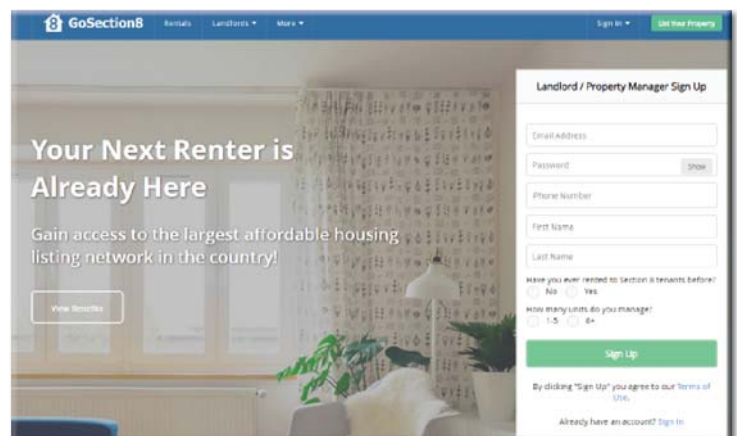 8 GoSection8 Rentals Landlords More Sign In List Your Property
Landlord / Property Manager Sign Up
Your Next Renter is
Already Here
Gain access to the largest affordable housing
listing network in the country!
View Benefits
Email Address
Password Show
Phone Number
First Name
Last Name
Have you ever rented to Section 8 tenants before?
No Yes
How many units do you manage?
1-5 6+
Sign Up
By clicking "Sign Up" you agree to our Terms of
Use.
Already have an account? Sign In